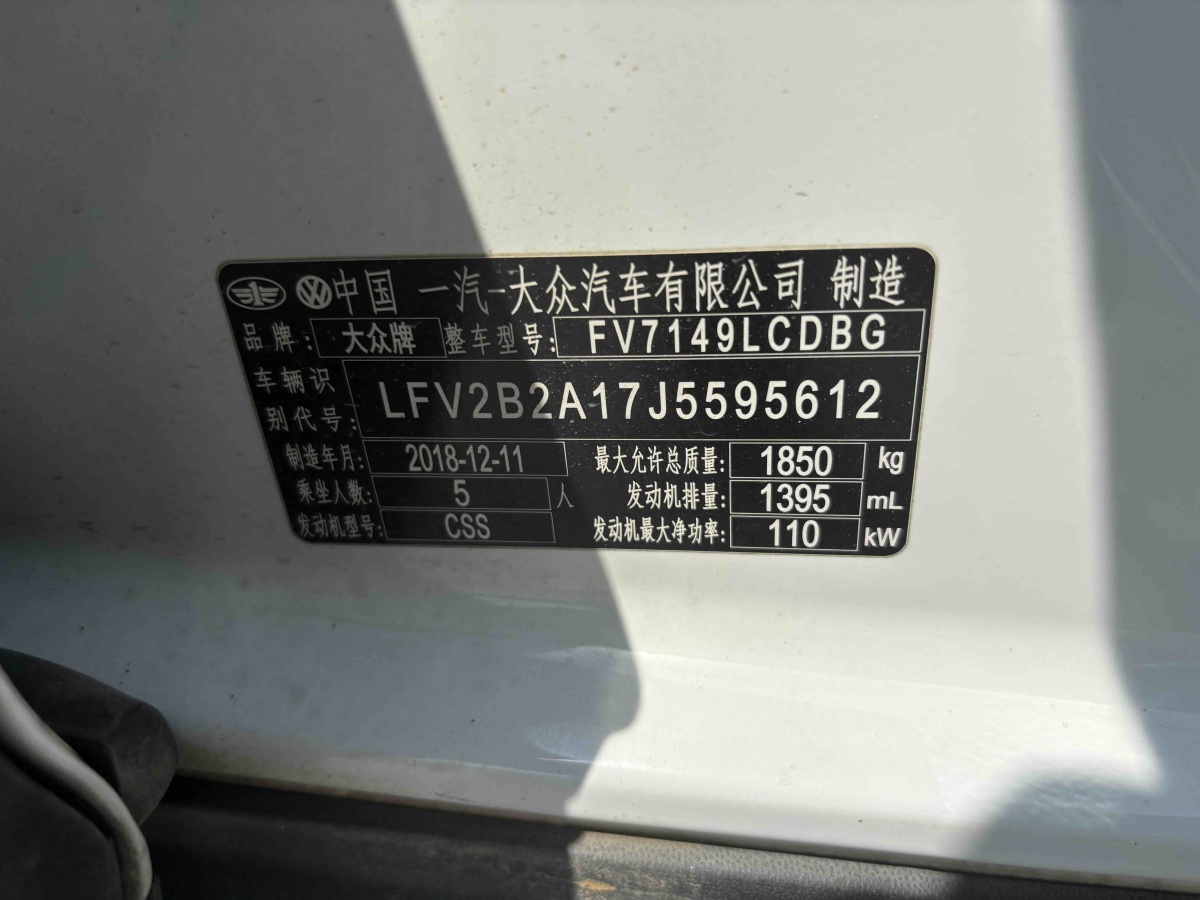 中国 一汽-大众汽车有限公司 制造
品牌: 大众牌 整车型号: FV7149LCDBG
车辆识别代号: LFV2B2A17J5595612
制造年月: 2018-12-11 最大允许总质量: 1850 kg
乘坐人数: 5 人 发动机排量: 1395 mL
发动机型号: CSS 发动机最大净功率: 110 kW